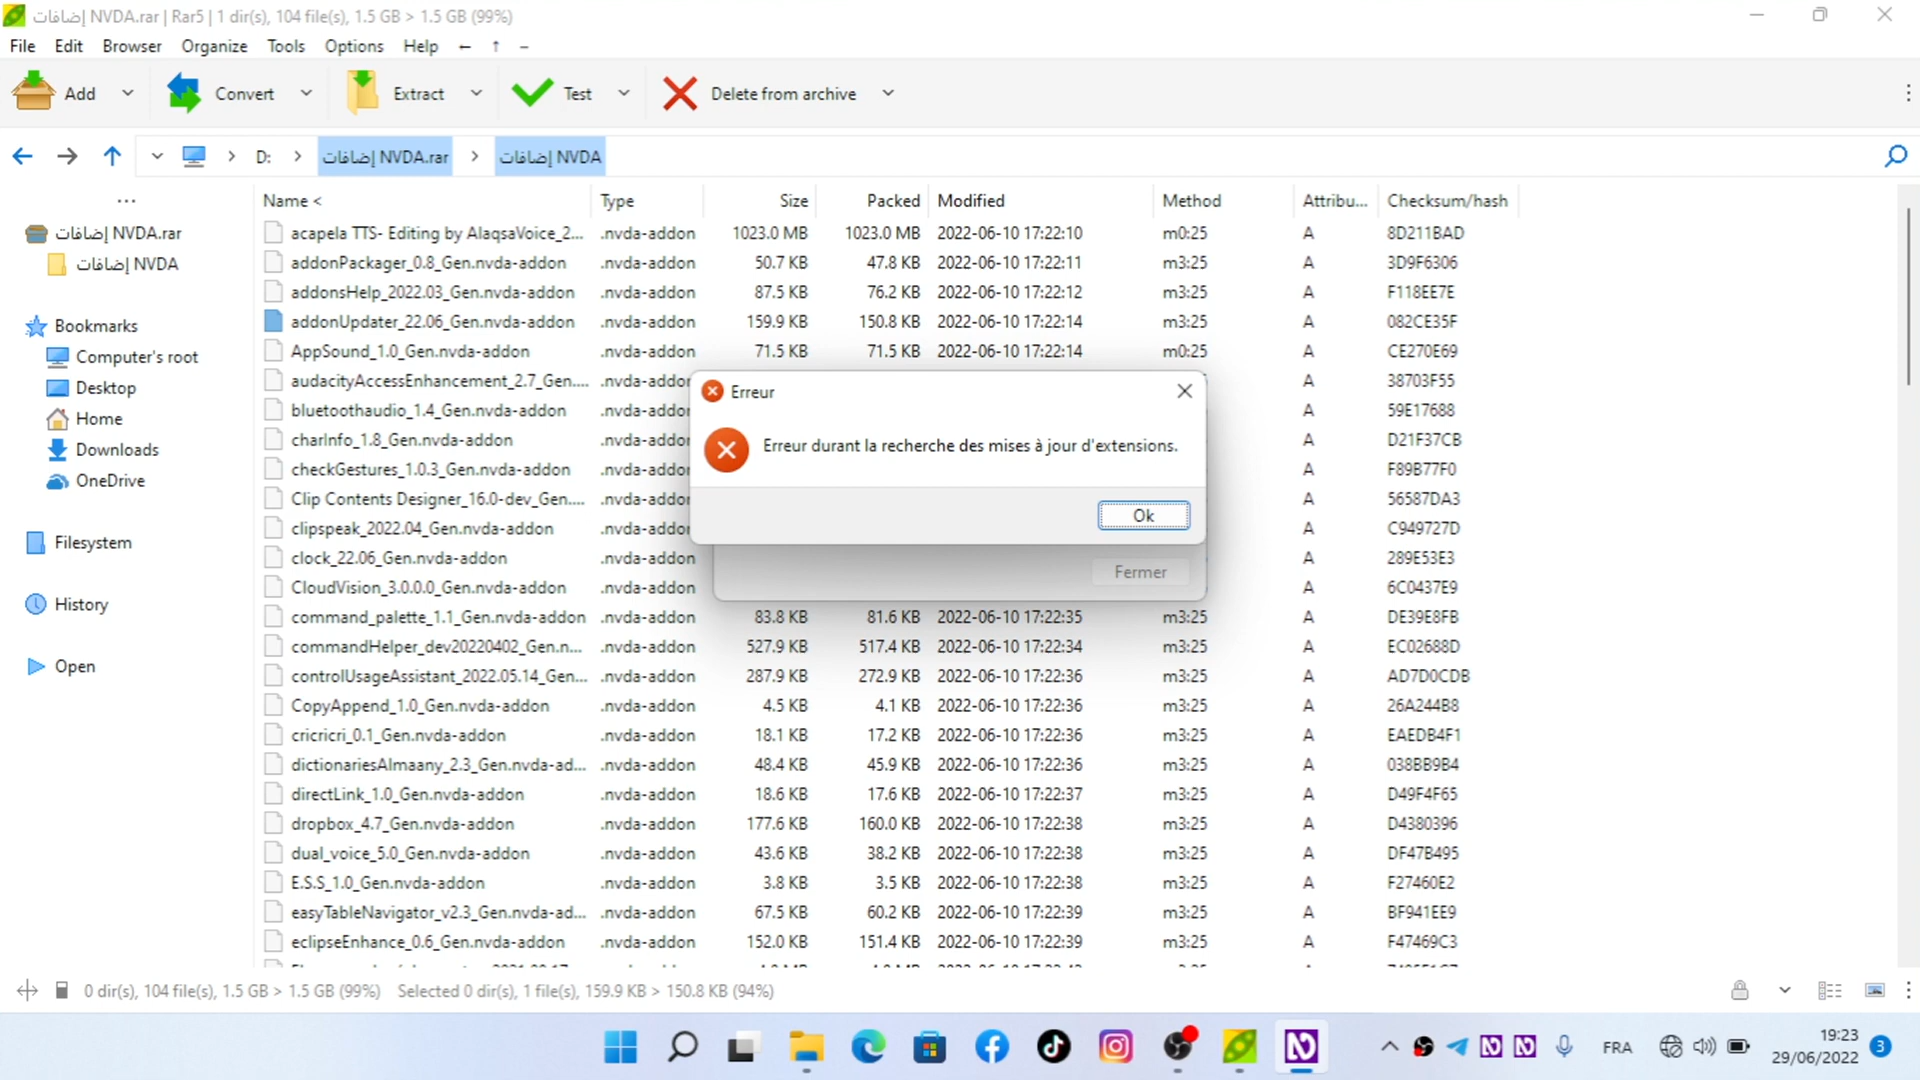 إضافات NVDA.rar | Rar5 | 1 dir(s), 104 file(s), 1.5 GB > 1.5 GB (99%)
File Edit Browser Organize Tools Options Help ← ↑ –
Add Convert Extract Test Delete from archive
D: › إضافات NVDA.rar › إضافات NVDA
...
إضافات NVDA.rar
إضافات NVDA
Bookmarks
Computer's root
Desktop
Home
Downloads
OneDrive
Filesystem
History
Open
Name < Type Size Packed Modified Method Attribu... Checksum/hash
acapela TTS- Editing by AlaqsaVoice_2... .nvda-addon 1023.0 MB 1023.0 MB 2022-06-10 17:22:10 m0:25 A 8D211BAD
addonPackager_0.8_Gen.nvda-addon .nvda-addon 50.7 KB 47.8 KB 2022-06-10 17:22:11 m3:25 A 3D9F6306
addonsHelp_2022.03_Gen.nvda-addon .nvda-addon 87.5 KB 76.2 KB 2022-06-10 17:22:12 m3:25 A F118EE7E
addonUpdater_22.06_Gen.nvda-addon .nvda-addon 159.9 KB 150.8 KB 2022-06-10 17:22:14 m3:25 A 082CE35F
AppSound_1.0_Gen.nvda-addon .nvda-addon 71.5 KB 71.5 KB 2022-06-10 17:22:14 m0:25 A CE270E69
audacityAccessEnhancement_2.7_Gen.... .nvda-addo A 38703F55
bluetoothaudio_1.4_Gen.nvda-addon .nvda-addo A 59E17688
charInfo_1.8_Gen.nvda-addon .nvda-addo A D21F37CB
checkGestures_1.0.3_Gen.nvda-addon .nvda-addo A F89B77F0
Clip Contents Designer_16.0-dev_Gen.... .nvda-addo A 56587DA3
clipspeak_2022.04_Gen.nvda-addon .nvda-addo A C949727D
clock_22.06_Gen.nvda-addon .nvda-addon A 289E53E3
CloudVision_3.0.0.0_Gen.nvda-addon .nvda-addon A 6C0437E9
command_palette_1.1_Gen.nvda-addon .nvda-addon 83.8 KB 81.6 KB 2022-06-10 17:22:35 m3:25 A DE39E8FB
commandHelper_dev20220402_Gen.n... .nvda-addon 527.9 KB 517.4 KB 2022-06-10 17:22:34 m3:25 A EC02688D
controlUsageAssistant_2022.05.14_Gen... .nvda-addon 287.9 KB 272.9 KB 2022-06-10 17:22:36 m3:25 A AD7D0CDB
CopyAppend_1.0_Gen.nvda-addon .nvda-addon 4.5 KB 4.1 KB 2022-06-10 17:22:36 m3:25 A 26A244B8
cricricri_0.1_Gen.nvda-addon .nvda-addon 18.1 KB 17.2 KB 2022-06-10 17:22:36 m3:25 A EAEDB4F1
dictionariesAlmaany_2.3_Gen.nvda-ad... .nvda-addon 48.4 KB 45.9 KB 2022-06-10 17:22:36 m3:25 A 038BB9B4
directLink_1.0_Gen.nvda-addon .nvda-addon 18.6 KB 17.6 KB 2022-06-10 17:22:37 m3:25 A D49F4F65
dropbox_4.7_Gen.nvda-addon .nvda-addon 177.6 KB 160.0 KB 2022-06-10 17:22:38 m3:25 A D4380396
dual_voice_5.0_Gen.nvda-addon .nvda-addon 43.6 KB 38.2 KB 2022-06-10 17:22:38 m3:25 A DF47B495
E.S.S_1.0_Gen.nvda-addon .nvda-addon 3.8 KB 3.5 KB 2022-06-10 17:22:38 m3:25 A F27460E2
easyTableNavigator_v2.3_Gen.nvda-ad... .nvda-addon 67.5 KB 60.2 KB 2022-06-10 17:22:39 m3:25 A BF941EE9
eclipseEnhance_0.6_Gen.nvda-addon .nvda-addon 152.0 KB 151.4 KB 2022-06-10 17:22:39 m3:25 A F47469C3
Erreur
Erreur durant la recherche des mises à jour d'extensions.
Ok
Fermer
0 dir(s), 104 file(s), 1.5 GB > 1.5 GB (99%) Selected 0 dir(s), 1 file(s), 159.9 KB > 150.8 KB (94%)
FRA
19:23
29/06/2022 3